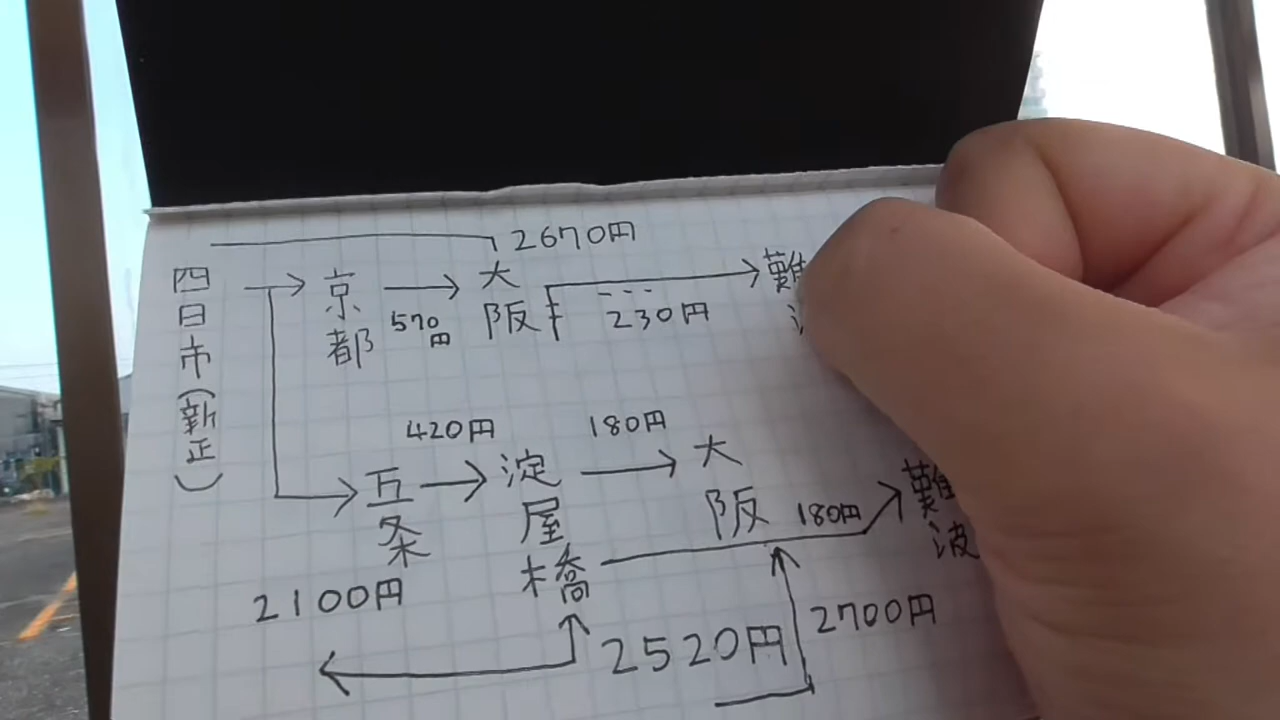 2670円
四日市(新正)
京都
570円
大阪
230円
難
420円
180円
五条
淀屋橋
大阪
180円
難波
2100円
2520円
2700円